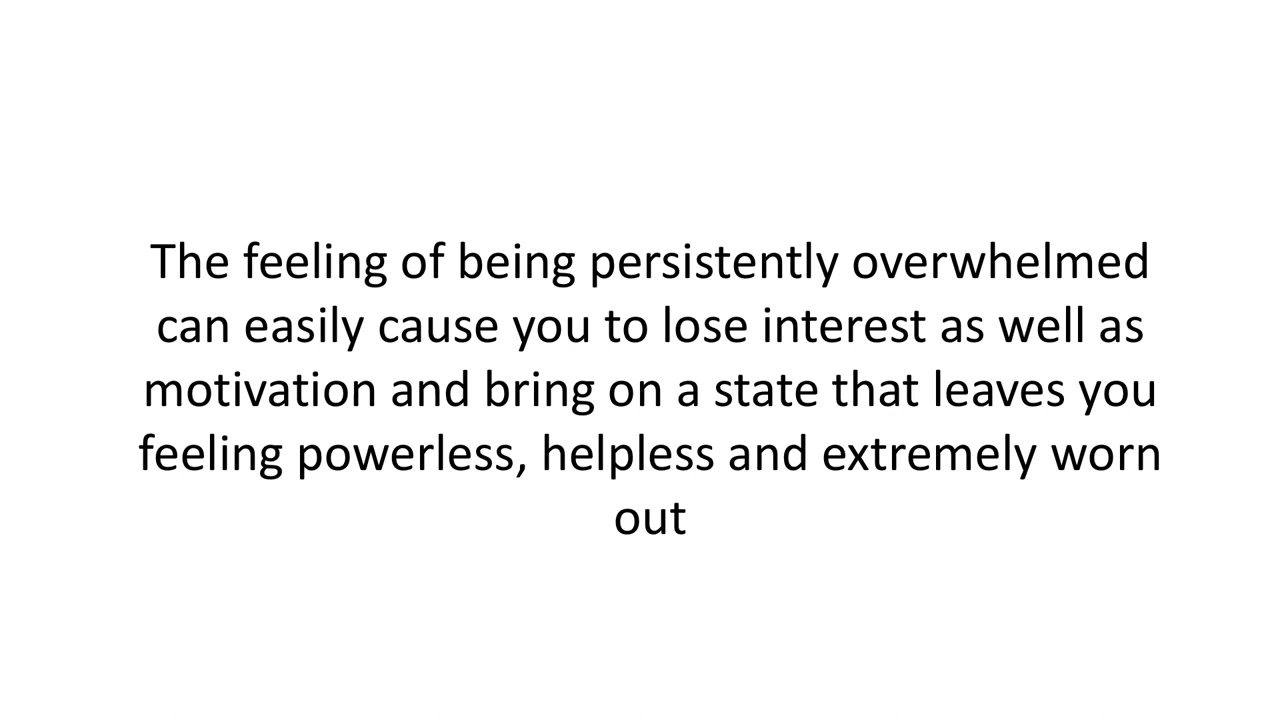 The feeling of being persistently overwhelmed
can easily cause you to lose interest as well as
motivation and bring on a state that leaves you
feeling powerless, helpless and extremely worn
out